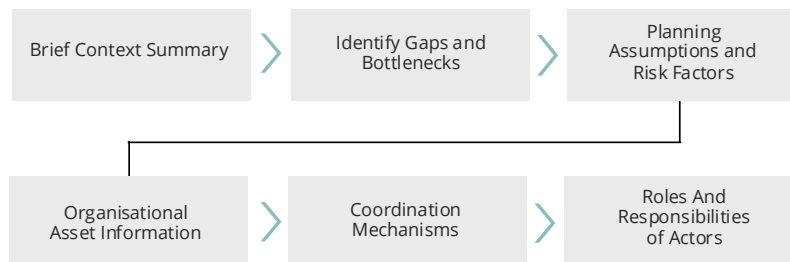 Brief Context Summary
Identify Gaps and
Bottlenecks
Planning
Assumptions and
Risk Factors
Organisational
Asset Information
Coordination
Mechanisms
Roles And
Responsibilities
of Actors